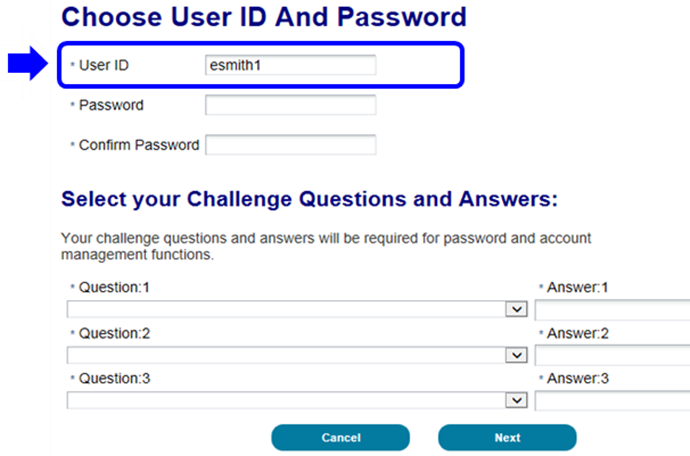 Choose User ID And Password
* User ID esmith1
* Password
* Confirm Password
Select your Challenge Questions and Answers:
Your challenge questions and answers will be required for password and account
management functions.
* Question:1 * Answer:1
* Question:2 * Answer:2
* Question:3 * Answer:3
Cancel Next